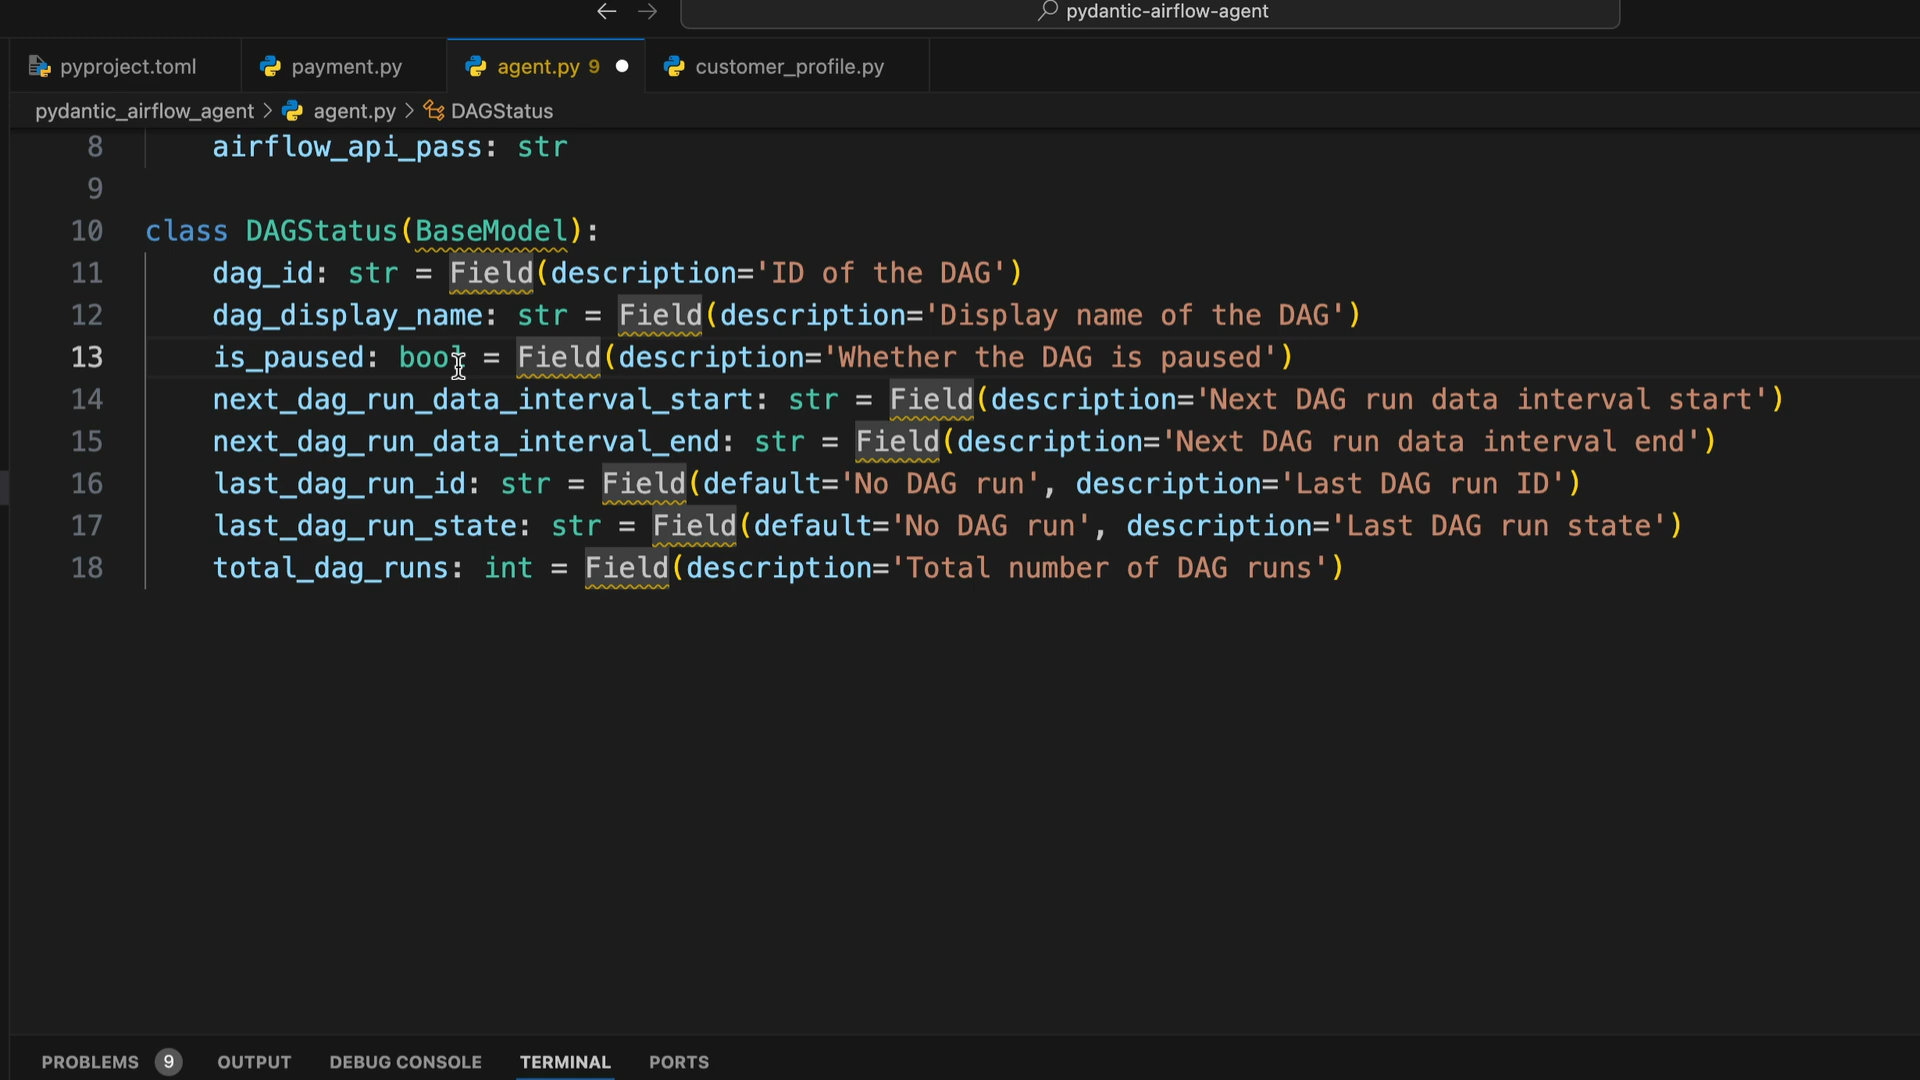 pydantic-airflow-agent
pyproject.toml
payment.py
agent.py 9
customer_profile.py
pydantic_airflow_agent > agent.py > DAGStatus
8 airflow_api_pass: str
9
10 class DAGStatus(BaseModel):
11 dag_id: str = Field(description='ID of the DAG')
12 dag_display_name: str = Field(description='Display name of the DAG')
13 is_paused: bool = Field(description='Whether the DAG is paused')
14 next_dag_run_data_interval_start: str = Field(description='Next DAG run data interval start')
15 next_dag_run_data_interval_end: str = Field(description='Next DAG run data interval end')
16 last_dag_run_id: str = Field(default='No DAG run', description='Last DAG run ID')
17 last_dag_run_state: str = Field(default='No DAG run', description='Last DAG run state')
18 total_dag_runs: int = Field(description='Total number of DAG runs')
PROBLEMS 9 OUTPUT DEBUG CONSOLE TERMINAL PORTS